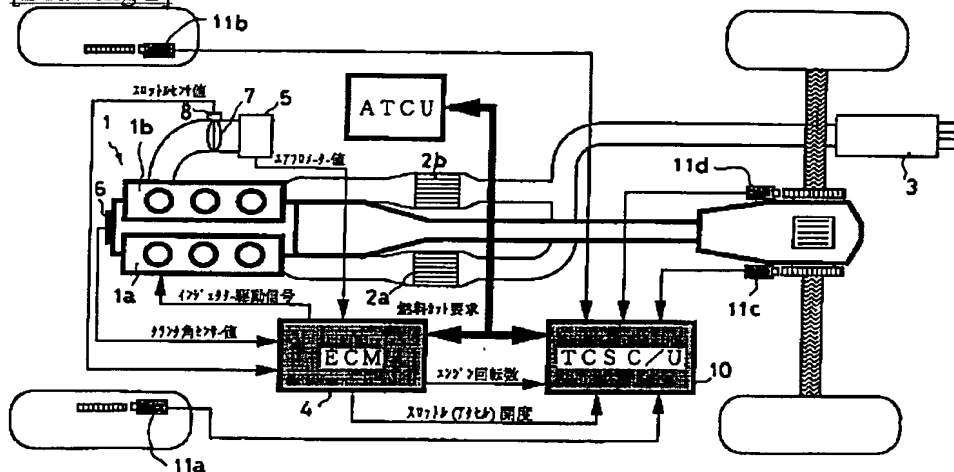 11b
スロットルセンサ値
8
7
5
1
1b
ATCU
エアフロメーター値
2b
11d
3
6
1a
2a
11c
インジェクター駆動信号
燃料カット要求
クランク角センサー値
ECM
TCS C/U
エンジン回転数
10
4
スロットル(アクセル)開度
11a